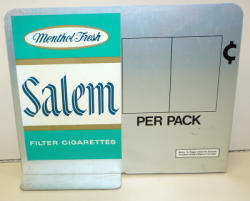 Menthol-Fresh
Salem
FILTER CIGARETTES
¢
PER PACK